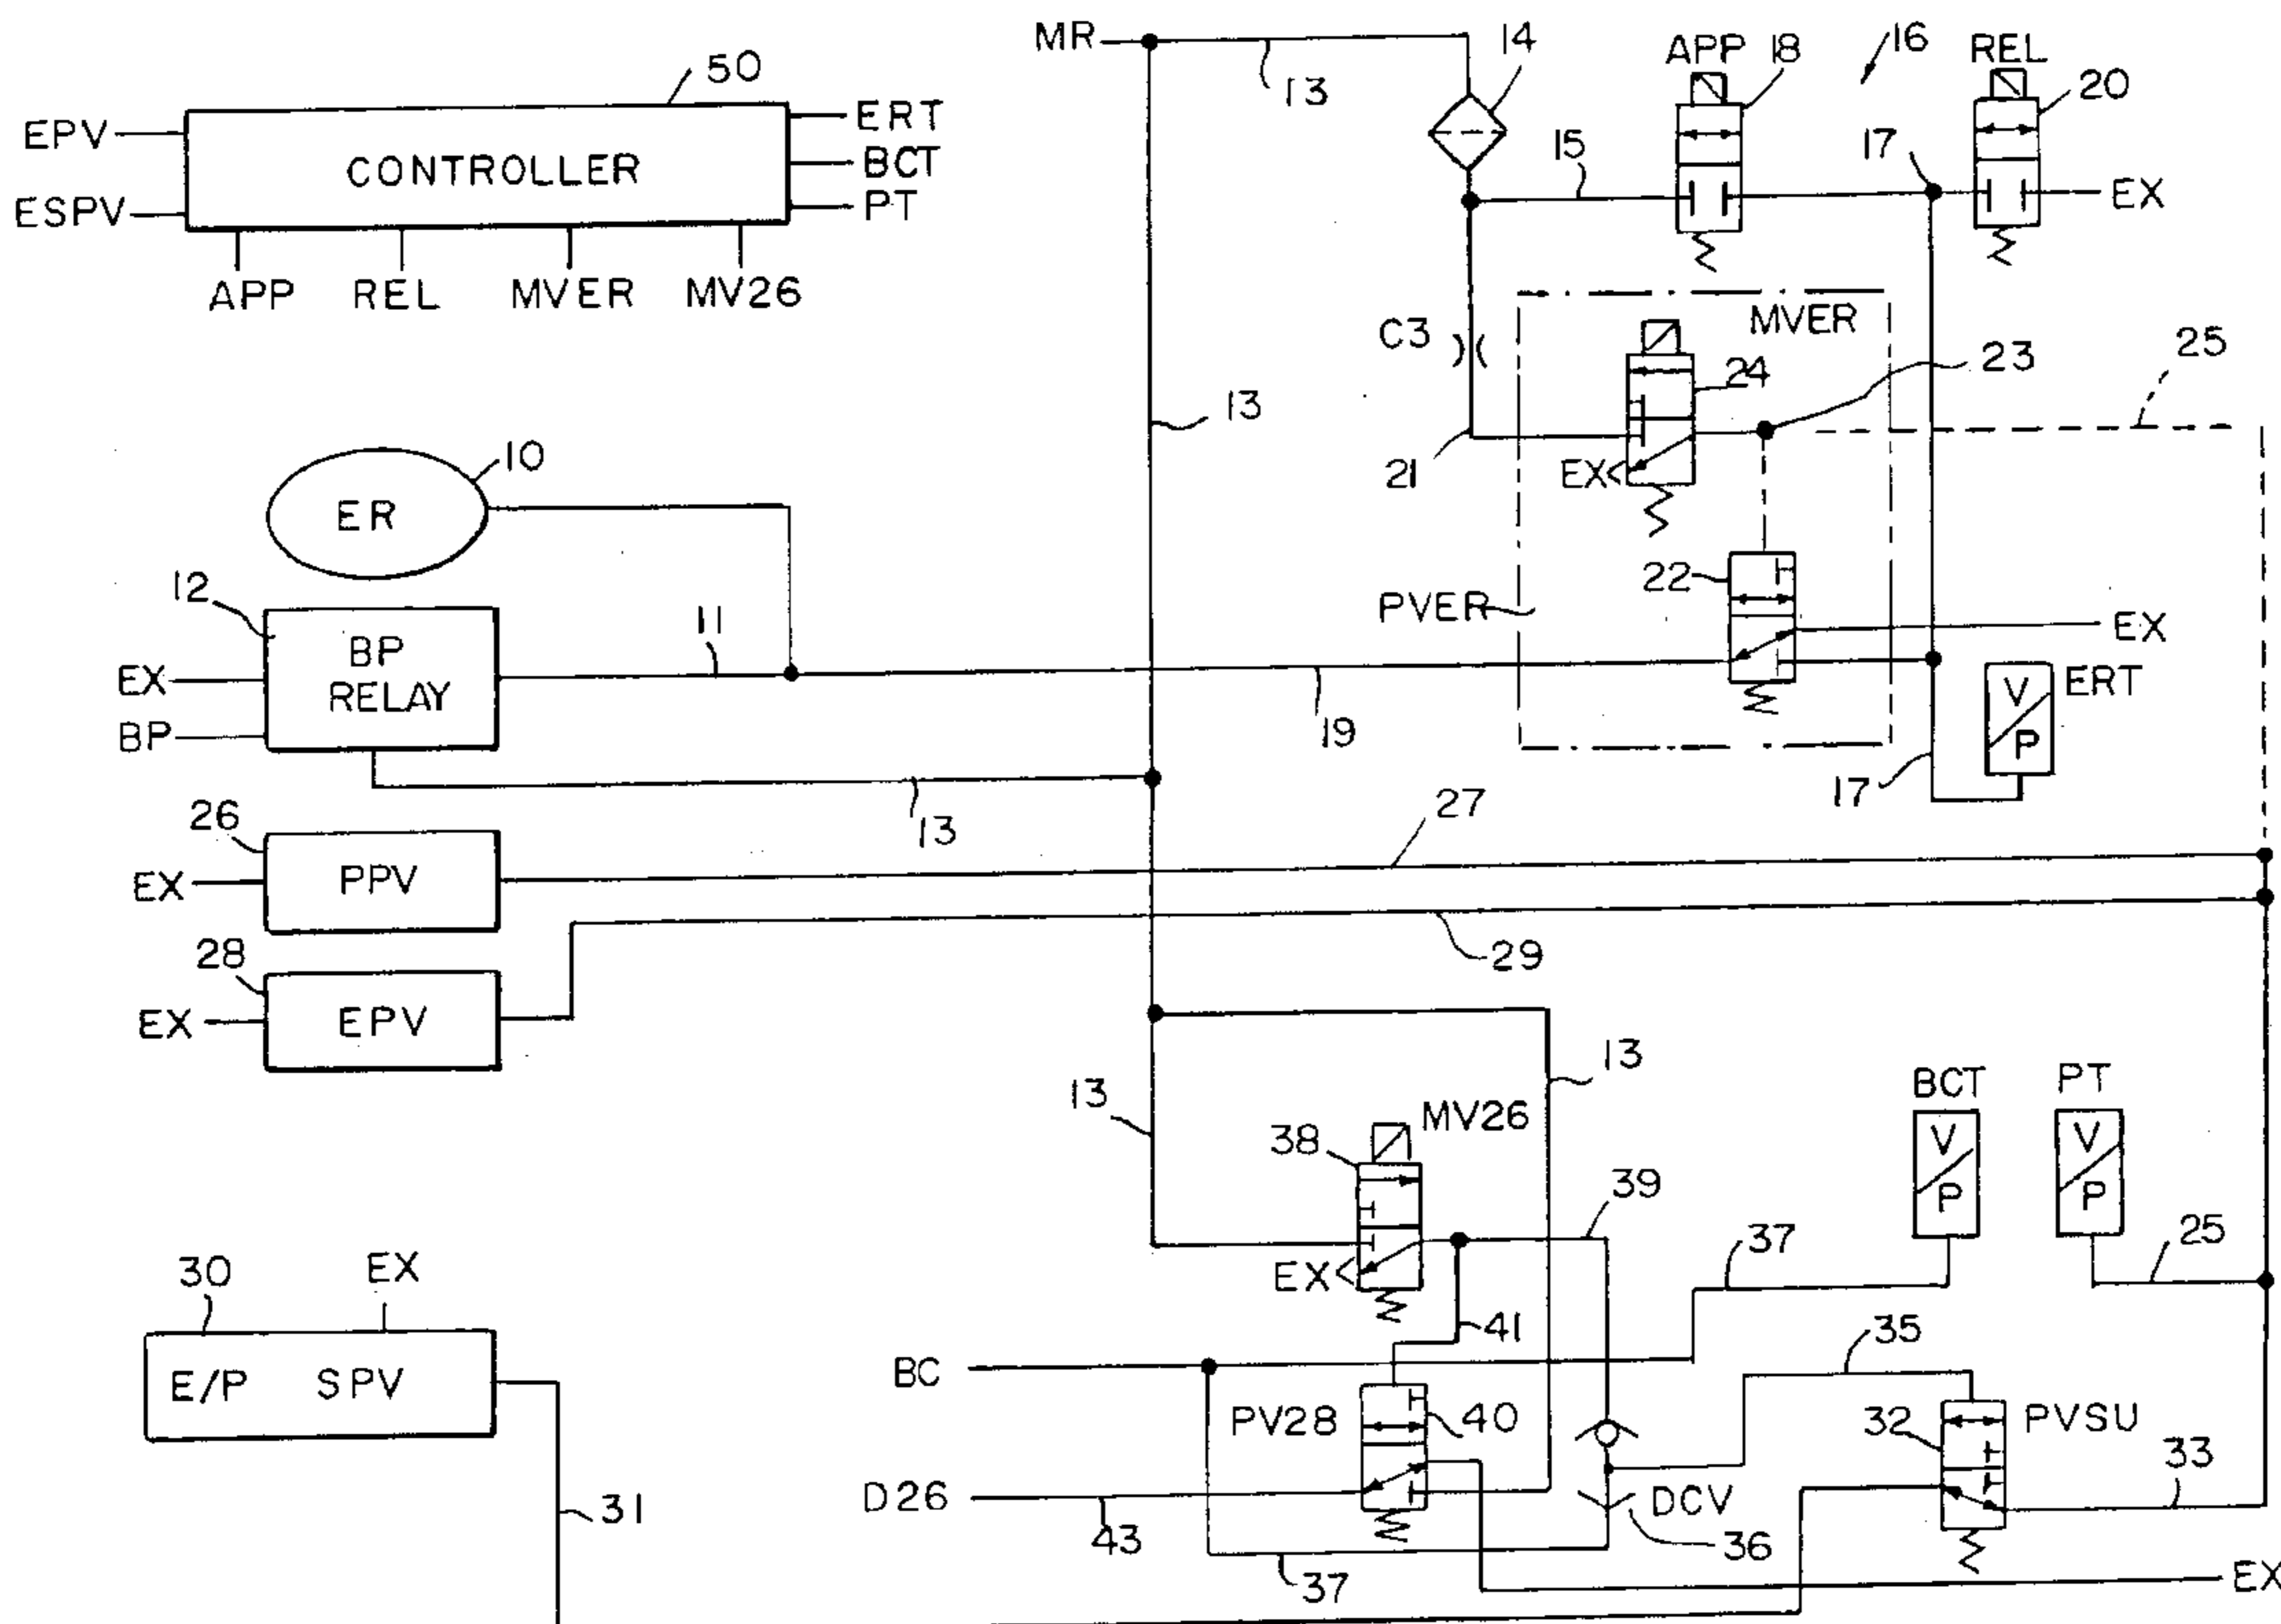 MR
13
14
APP
18
16
REL
20
50
EPV
CONTROLLER
ERT
BCT
PT
ESPV
APP
REL
MVER
MV26
15
17
EX
C3
MVER
24
23
25
13
21
EX
ER
10
22
PVER
EX
12
BP
RELAY
11
EX
BP
19
V
P
ERT
17
13
26
PPV
EX
27
28
EPV
EX
29
13
13
BCT
V
P
PT
V
P
MV26
38
39
37
25
EX
41
30
EX
E/P SPV
BC
35
PV28
40
32
PVSU
33
D26
43
DCV
36
31
37
EX